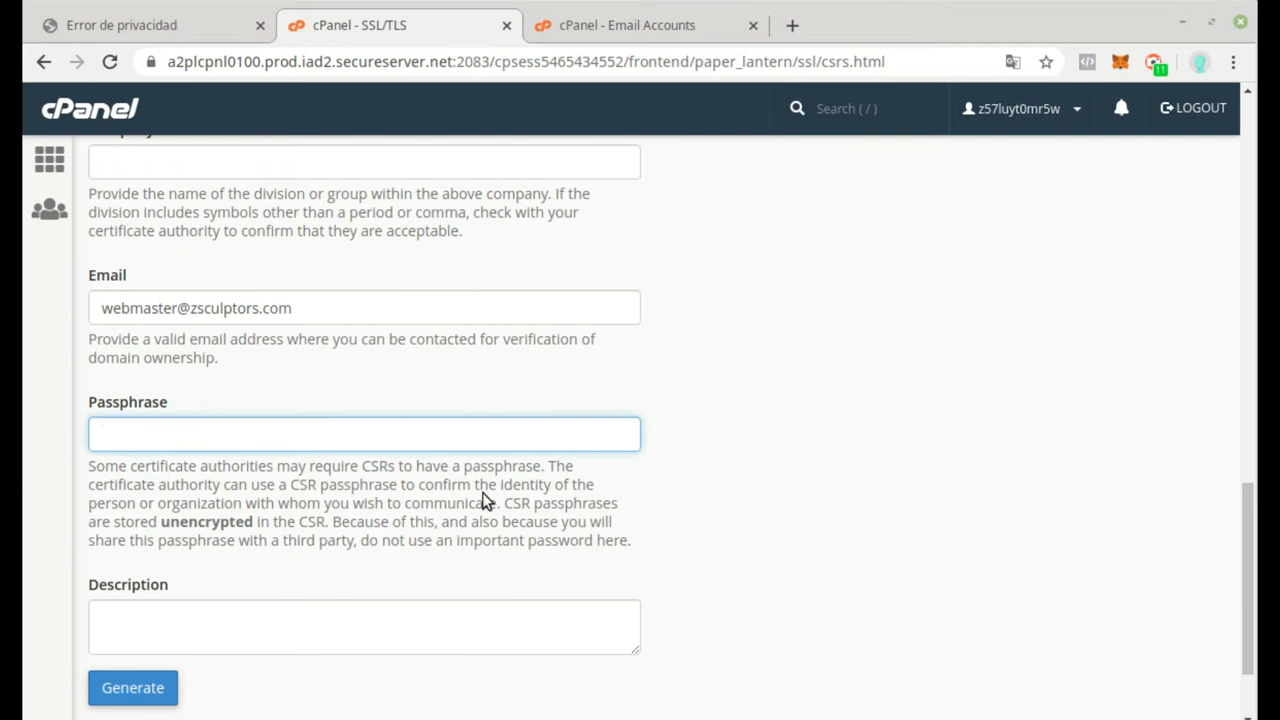 Error de privacidad
cPanel - SSL/TLS
cPanel - Email Accounts
a2plcpnl0100.prod.iad2.secureserver.net:2083/cpsess5465434552/frontend/paper_lantern/ssl/csrs.html
11
cPanel
Search ( / )
z57luyt0mr5w
LOGOUT
Provide the name of the division or group within the above company. If the
division includes symbols other than a period or comma, check with your
certificate authority to confirm that they are acceptable.
Email
webmaster@zsculptors.com
Provide a valid email address where you can be contacted for verification of
domain ownership.
Passphrase
Some certificate authorities may require CSRs to have a passphrase. The
certificate authority can use a CSR passphrase to confirm the identity of the
person or organization with whom you wish to communicate. CSR passphrases
are stored unencrypted in the CSR. Because of this, and also because you will
share this passphrase with a third party, do not use an important password here.
Description
Generate